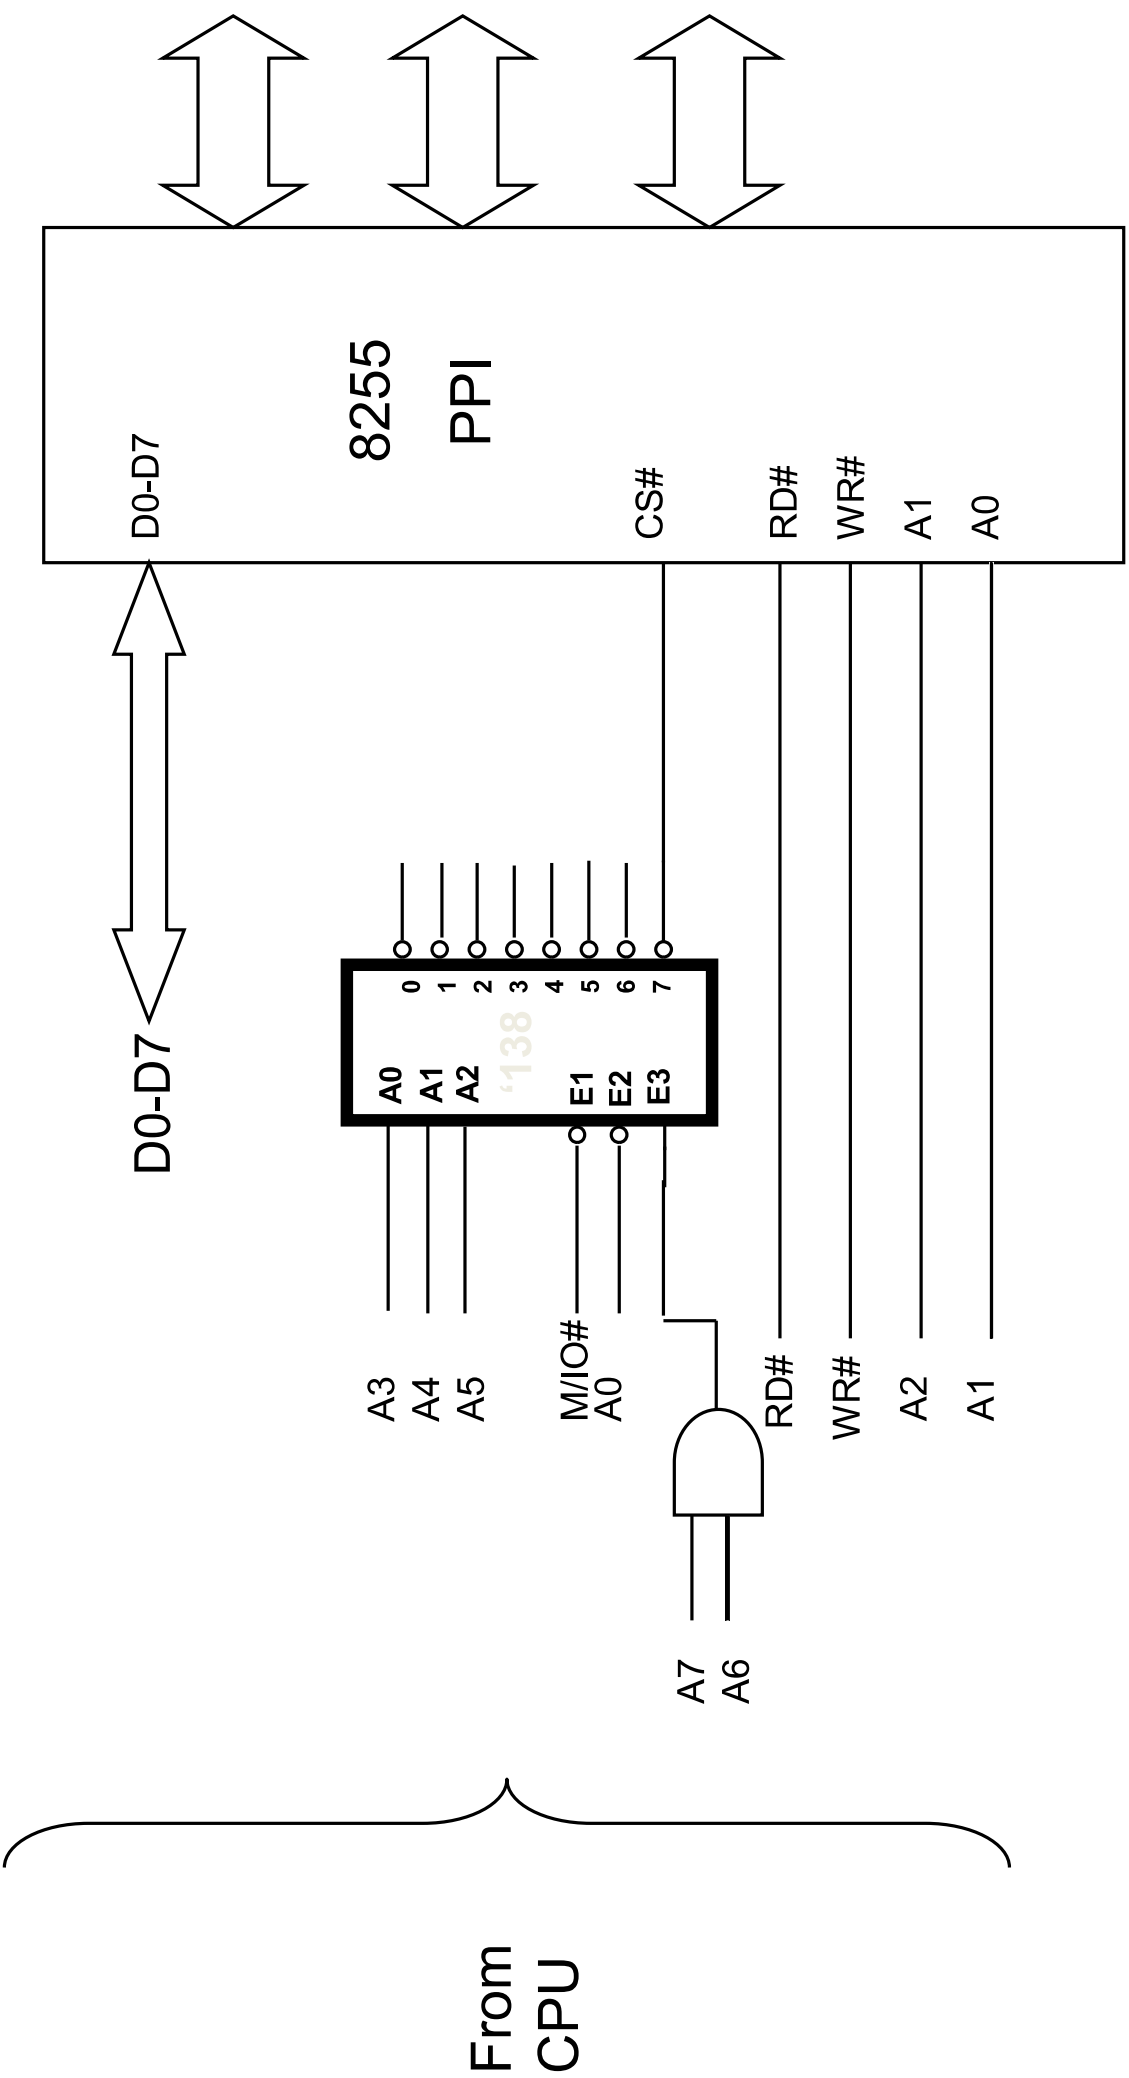 From
CPU
D0-D7
A3
A4
A5
M/IO#
A0
A7
A6
RD#
WR#
A2
A1
A0
A1
A2
E1
E2
E3
‘138
0
1
2
3
4
5
6
7
D0-D7
8255
PPI
CS#
RD#
WR#
A1
A0